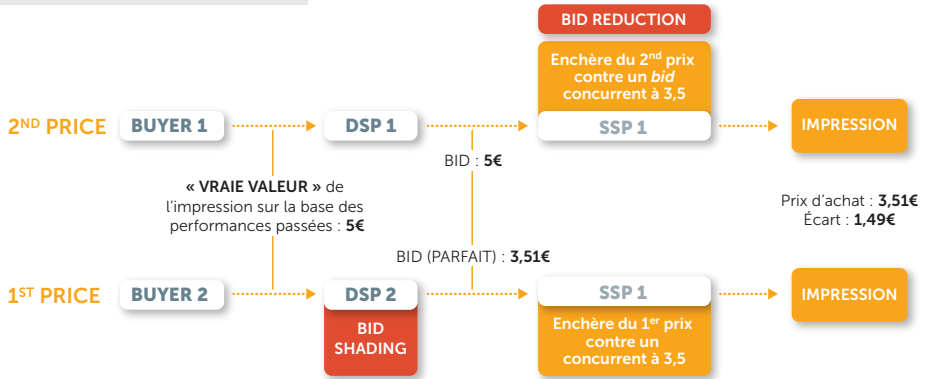 BID REDUCTION
Enchère du 2nd prix
contre un bid
concurrent à 3,5
2ND PRICE
BUYER 1
DSP 1
SSP 1
IMPRESSION
BID : 5€
« VRAIE VALEUR » de
l'impression sur la base des
performances passées : 5€
Prix d'achat : 3,51€
Écart : 1,49€
BID (PARFAIT) : 3,51€
1ST PRICE
BUYER 2
DSP 2
SSP 1
IMPRESSION
BID
SHADING
Enchère du 1er prix
contre un
concurrent à 3,5